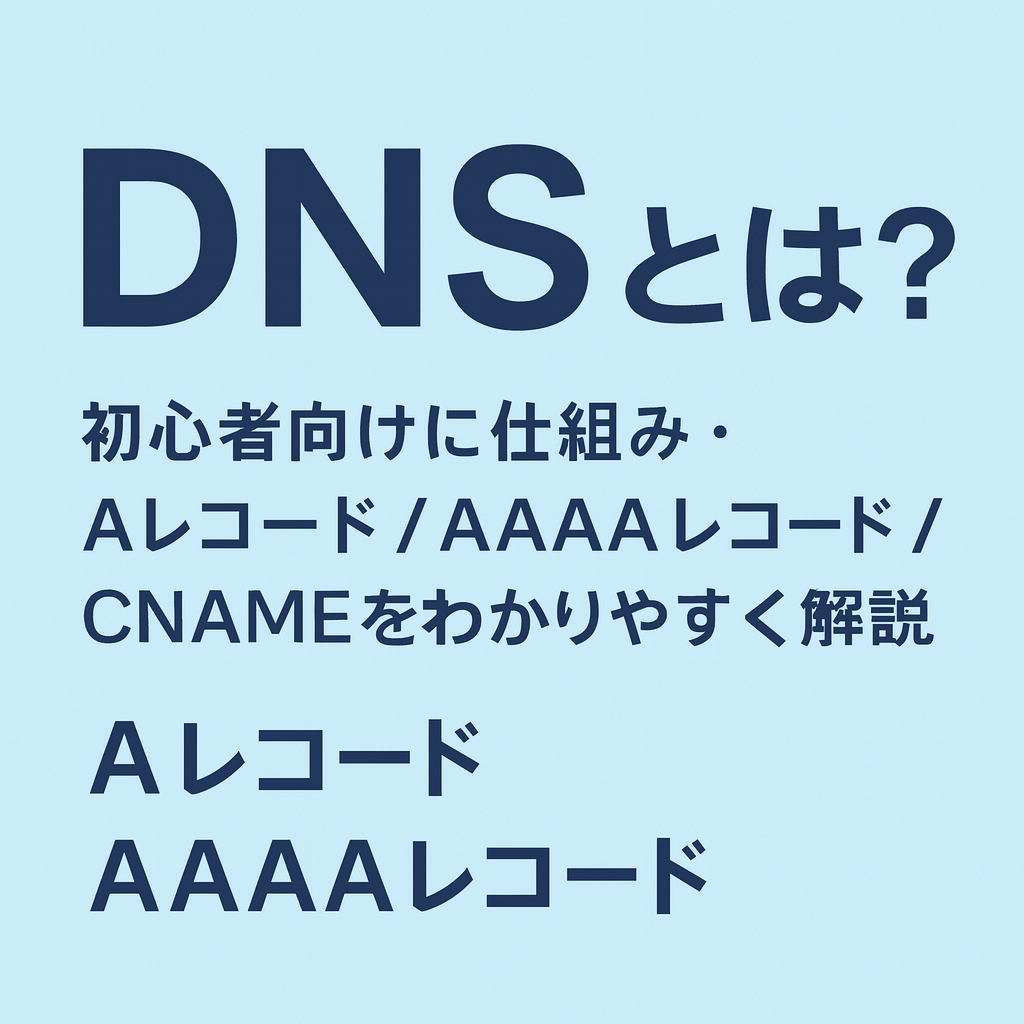 DNSとは?
初心者向けに仕組み・
Aレコード / AAAAレコード /
CNAMEをわかりやすく解説
Aレコード
AAAAレコード